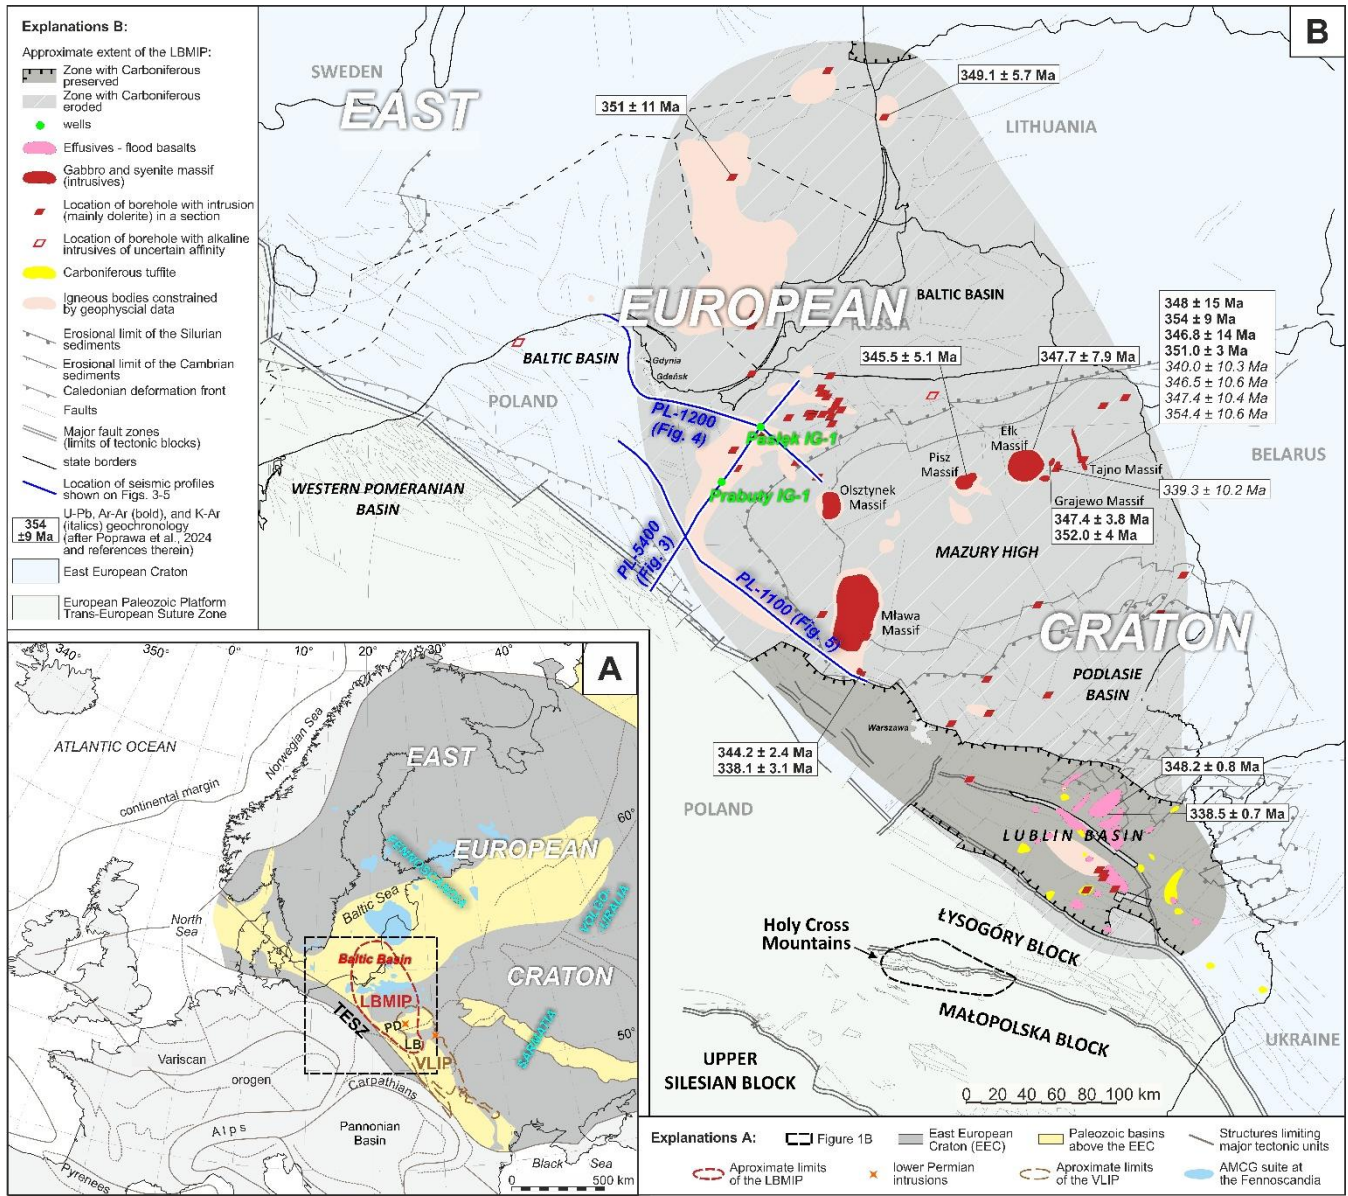 Explanations B:
Approximate extent of the LBMIP:
Zone with Carboniferous
preserved
Zone with Carboniferous
eroded
wells
Effusives - flood basalts
Gabbro and syenite massif
(intrusives)
Location of borehole with intrusion
(mainly dolerite) in a section
Location of borehole with alkaline
intrusives of uncertain affinity
Carboniferous tuffite
Igneous bodies constrained
by geophyscial data
Erosional limit of the Silurian
sediments
Erosional limit of the Cambrian
sediments
Caledonian deformation front
Faults
Major fault zones
(limits of tectonic blocks)
state borders
Location of seismic profiles
shown on Figs. 3-5
354
±9 Ma
U-Pb, Ar-Ar (bold), and K-Ar
(italics) geochronology
(after Poprawa et al., 2024
and references therein)
East European Craton
European Paleozoic Platform
Trans-European Suture Zone
B
SWEDEN
EAST
349.1 ± 5.7 Ma
351 ± 11 Ma
LITHUANIA
EUROPEAN
BALTIC BASIN
RUSSIA
348 ± 15 Ma
354 ± 9 Ma
346.8 ± 14 Ma
351.0 ± 3 Ma
340.0 ± 10.3 Ma
346.5 ± 10.6 Ma
347.4 ± 10.4 Ma
354.4 ± 10.6 Ma
345.5 ± 5.1 Ma
347.7 ± 7.9 Ma
BALTIC BASIN
Gdynia
Gdeńsk
POLAND
PL-1200
(Fig. 4)
Pasłęk IG-1
Prabuty IG-1
Ełk
Massif
Pisz
Massif
Tajno Massif
BELARUS
339.3 ± 10.2 Ma
Grajewo Massif
347.4 ± 3.8 Ma
352.0 ± 4 Ma
Olsztynek
Massif
WESTERN POMERANIAN
BASIN
PL-5400
(Fig. 3)
MAZURY HIGH
PL-1100 (Fig. 5)
Mława
Massif
CRATON
PODLASIE
BASIN
Warszawa
344.2 ± 2.4 Ma
338.1 ± 3.1 Ma
348.2 ± 0.8 Ma
338.5 ± 0.7 Ma
POLAND
LUBLIN BASIN
Holy Cross
Mountains
ŁYSOGÓRY BLOCK
MAŁOPOLSKA BLOCK
UKRAINE
UPPER
SILESIAN BLOCK
0 20 40 60 80 100 km
A
340° 350° 0° 10° 20° 30° 40°
ATLANTIC OCEAN
Norwegian Sea
continental margin
EAST
60°
EUROPEAN
FENNOSCANDIA
VOLGO-
URALIA
Baltic Sea
North
Sea
Baltic Basin
CRATON
LBMIP
TESZ
PD
LB
VLIP
SARMATIA
50°
Variscan
orogen
Carpathians
Alps
Pannonian
Basin
Pyrenees
Black Sea
0 500 km
Explanations A:
Figure 1B
East European
Craton (EEC)
Paleozoic basins
above the EEC
Structures limiting
major tectonic units
Aproximate limits
of the LBMIP
lower Permian
intrusions
Aproximate limits
of the VLIP
AMCG suite at
the Fennoscandia